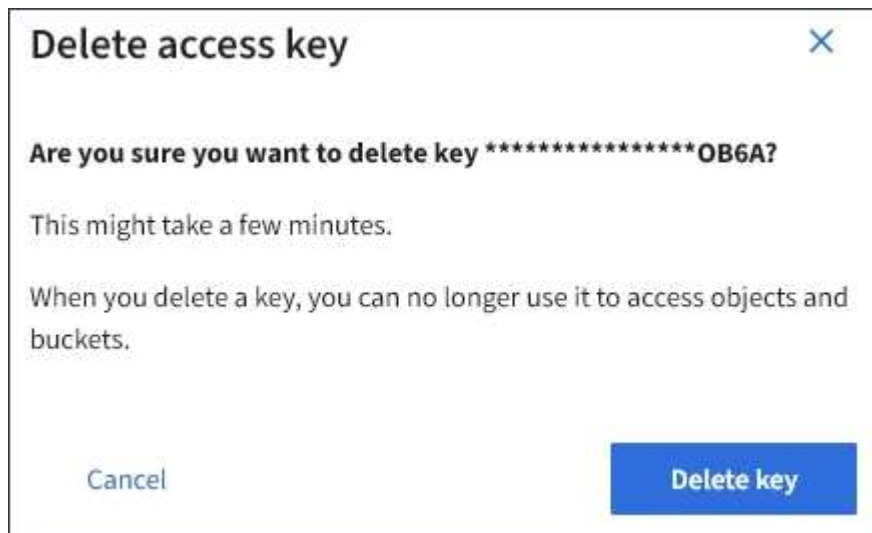 Delete access key
Are you sure you want to delete key ****************OB6A?
This might take a few minutes.
When you delete a key, you can no longer use it to access objects and
buckets.
Cancel
Delete key